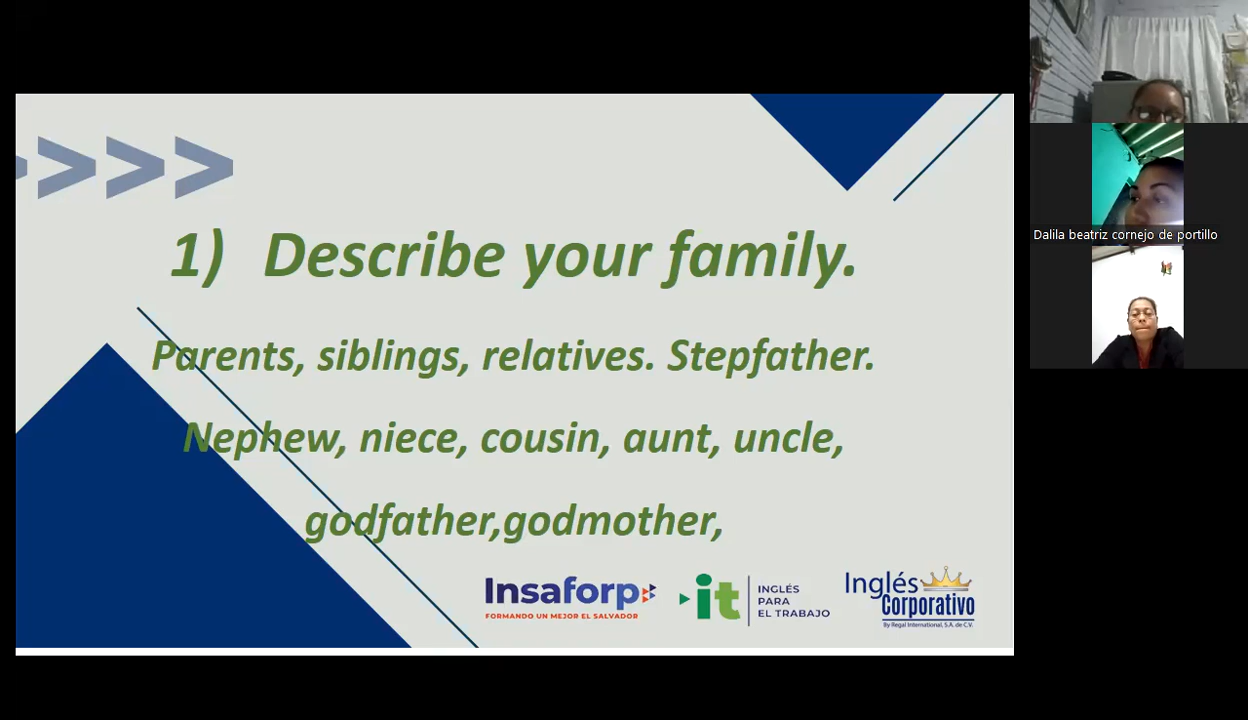 >>>>
1) Describe your family.
Parents, siblings, relatives. Stepfather.
Nephew, niece, cousin, aunt, uncle,
godfather,godmother,
Insaforp
FORMANDO UN MEJOR EL SALVADOR
it
INGLÉS
PARA
EL TRABAJO
Inglés
Corporativo
By Regal International, S.A. de C.V.
Dalila beatriz cornejo de portillo